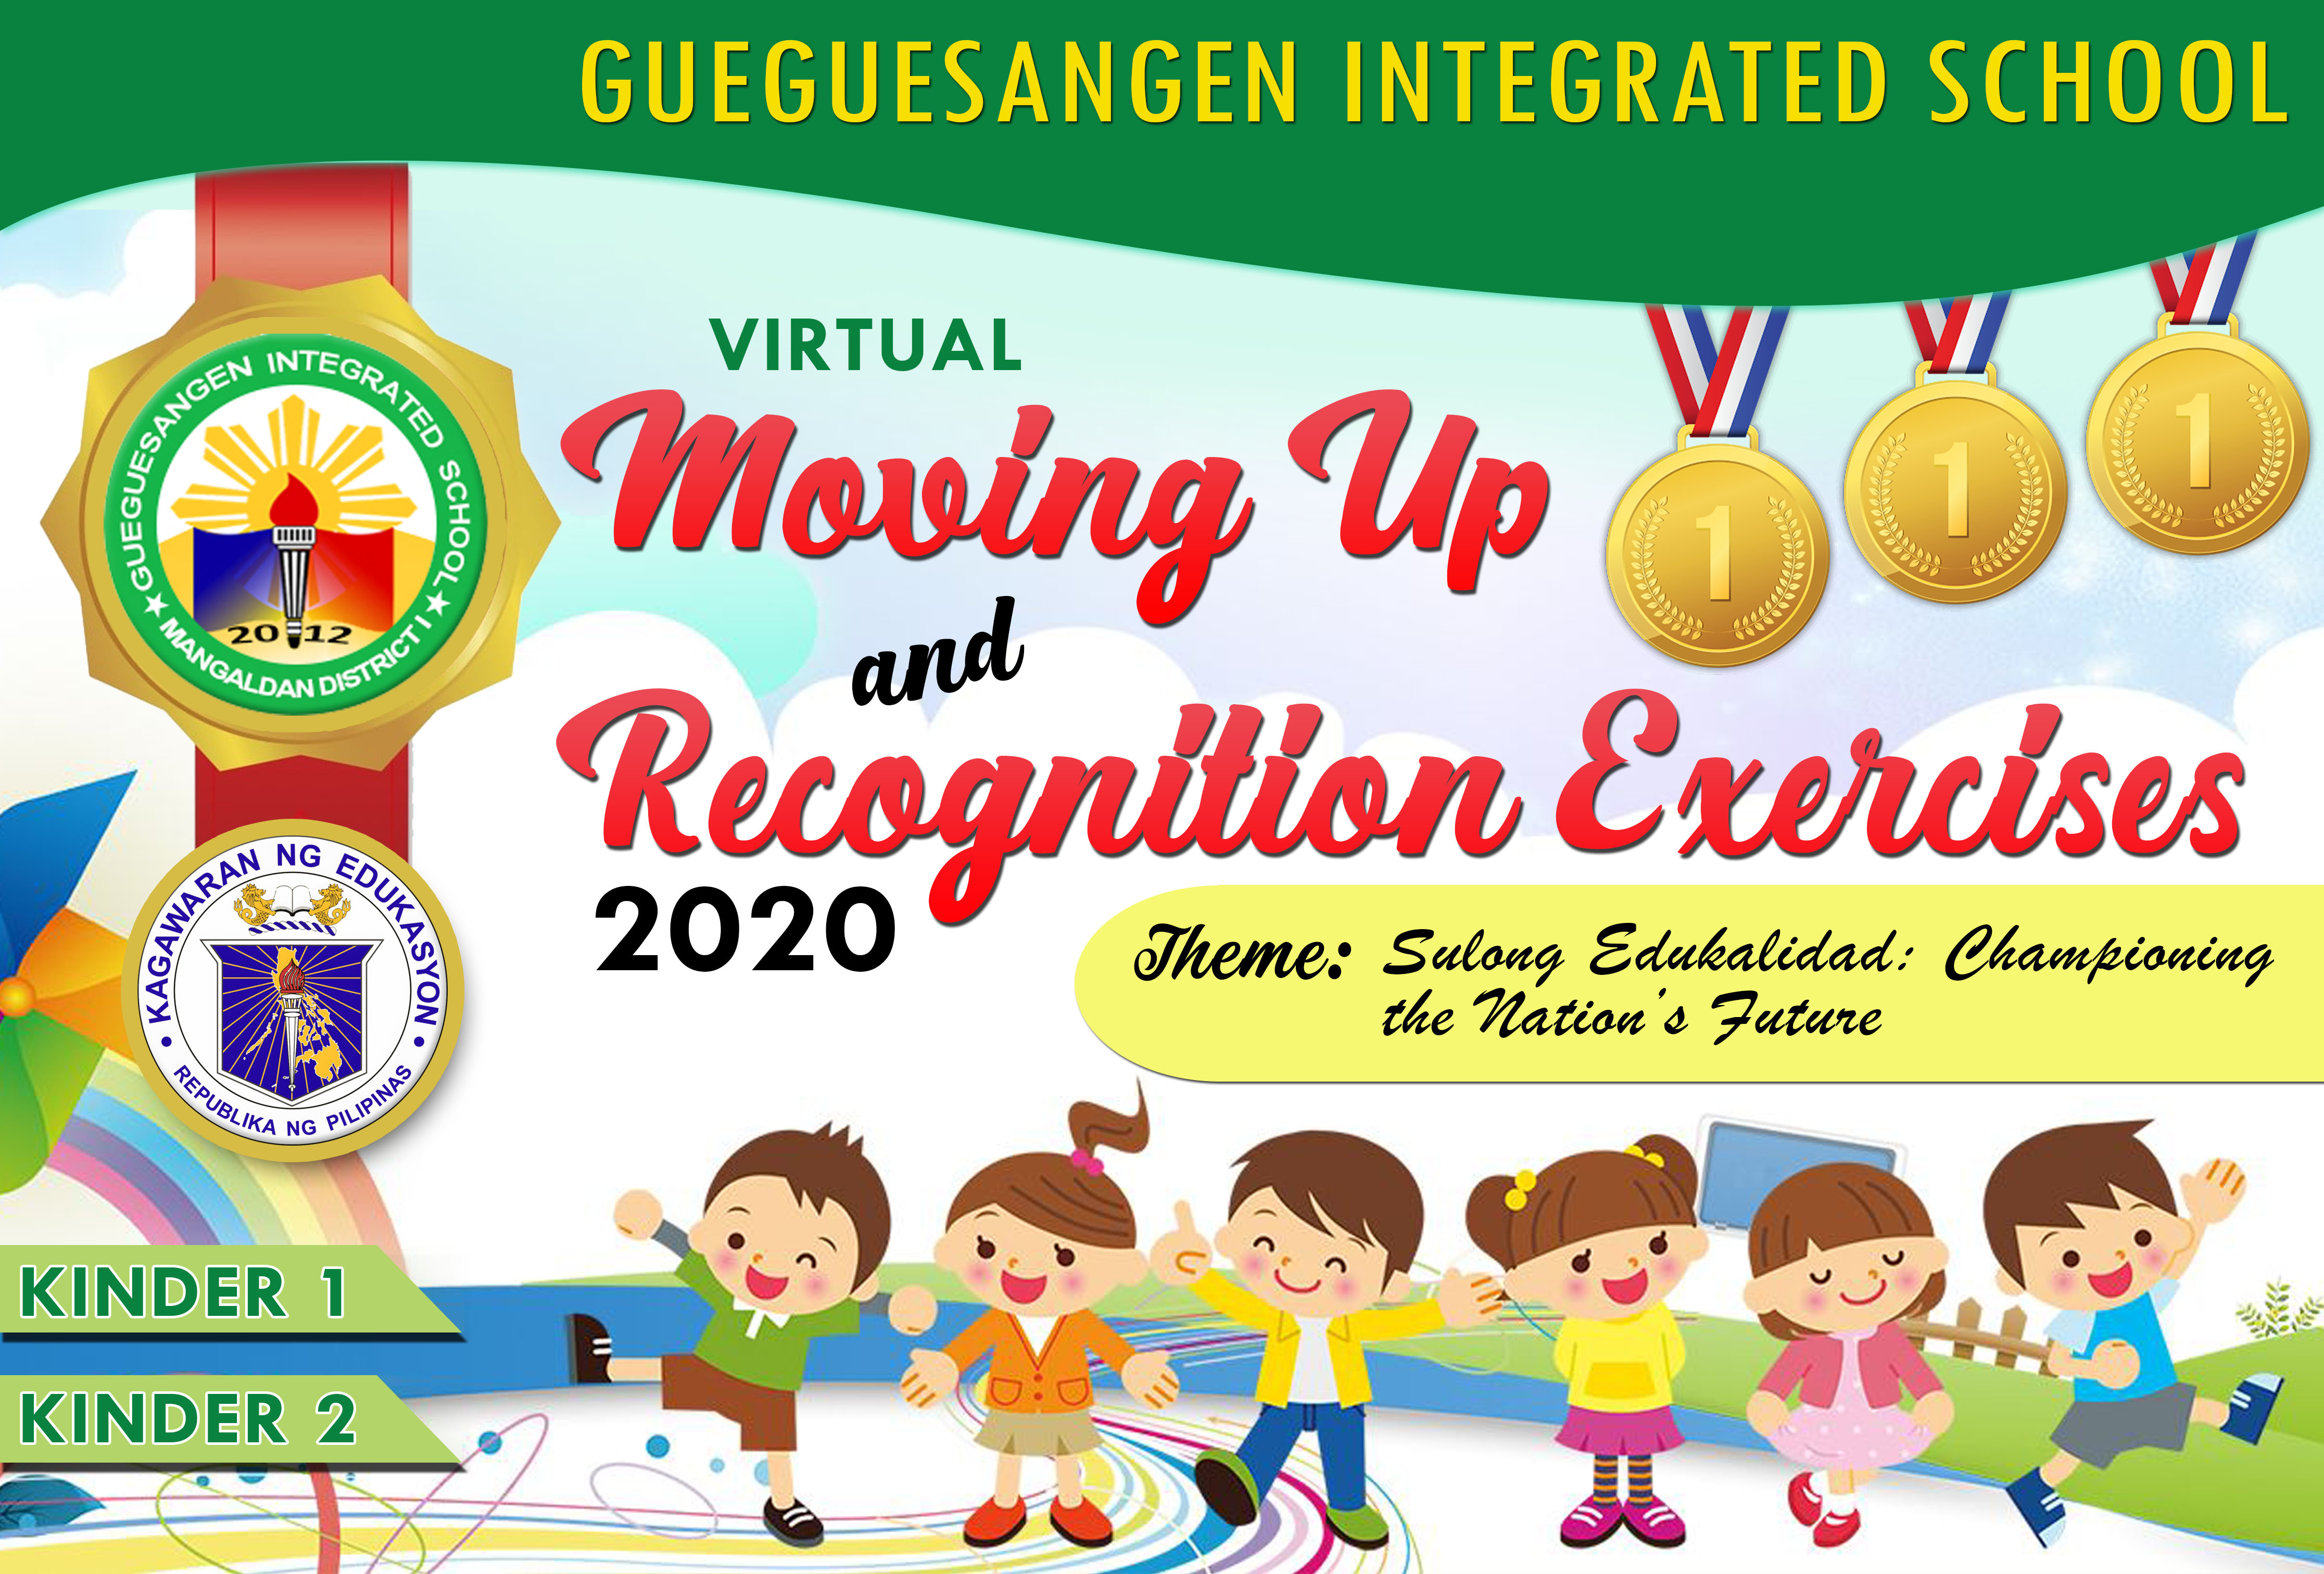 GUEGUESANGEN INTEGRATED SCHOOL
VIRTUAL
Moving Up
and
Recognition Exercises
2020
Theme: Sulong Edukalidad: Championing
the Nation's Future
GUEGUESANGEN INTEGRATED SCHOOL
2012
MANGALDAN DISTRICT I
1
1
1
KAGAWARAN NG EDUKASYON
REPUBLIKA NG PILIPINAS
KINDER 1
KINDER 2